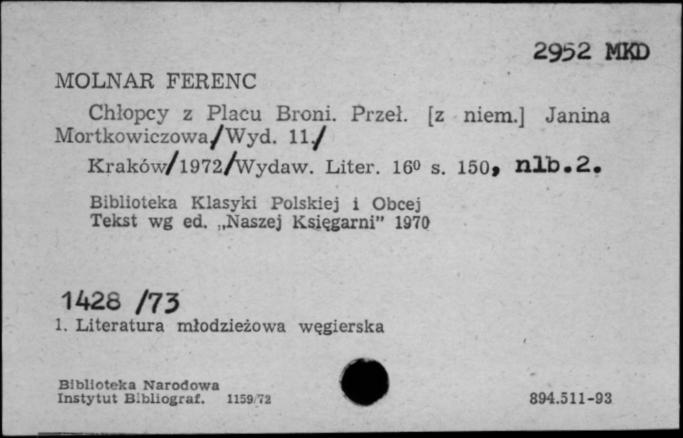 2952 MKD
MOLNAR FERENC
Chłopcy z Placu Broni. Przeł. [z niem.] Janina
Mortkowiczowa/Wyd. 11./
Kraków/1972/Wydaw. Liter. 16⁰ s. 150, nlb.2.
Biblioteka Klasyki Polskiej i Obcej
Tekst wg ed. „Naszej Księgarni” 1970
1428 /73
1. Literatura młodzieżowa węgierska
Biblioteka Narodowa
Instytut Bibliograf. 1159/72
894.511-93